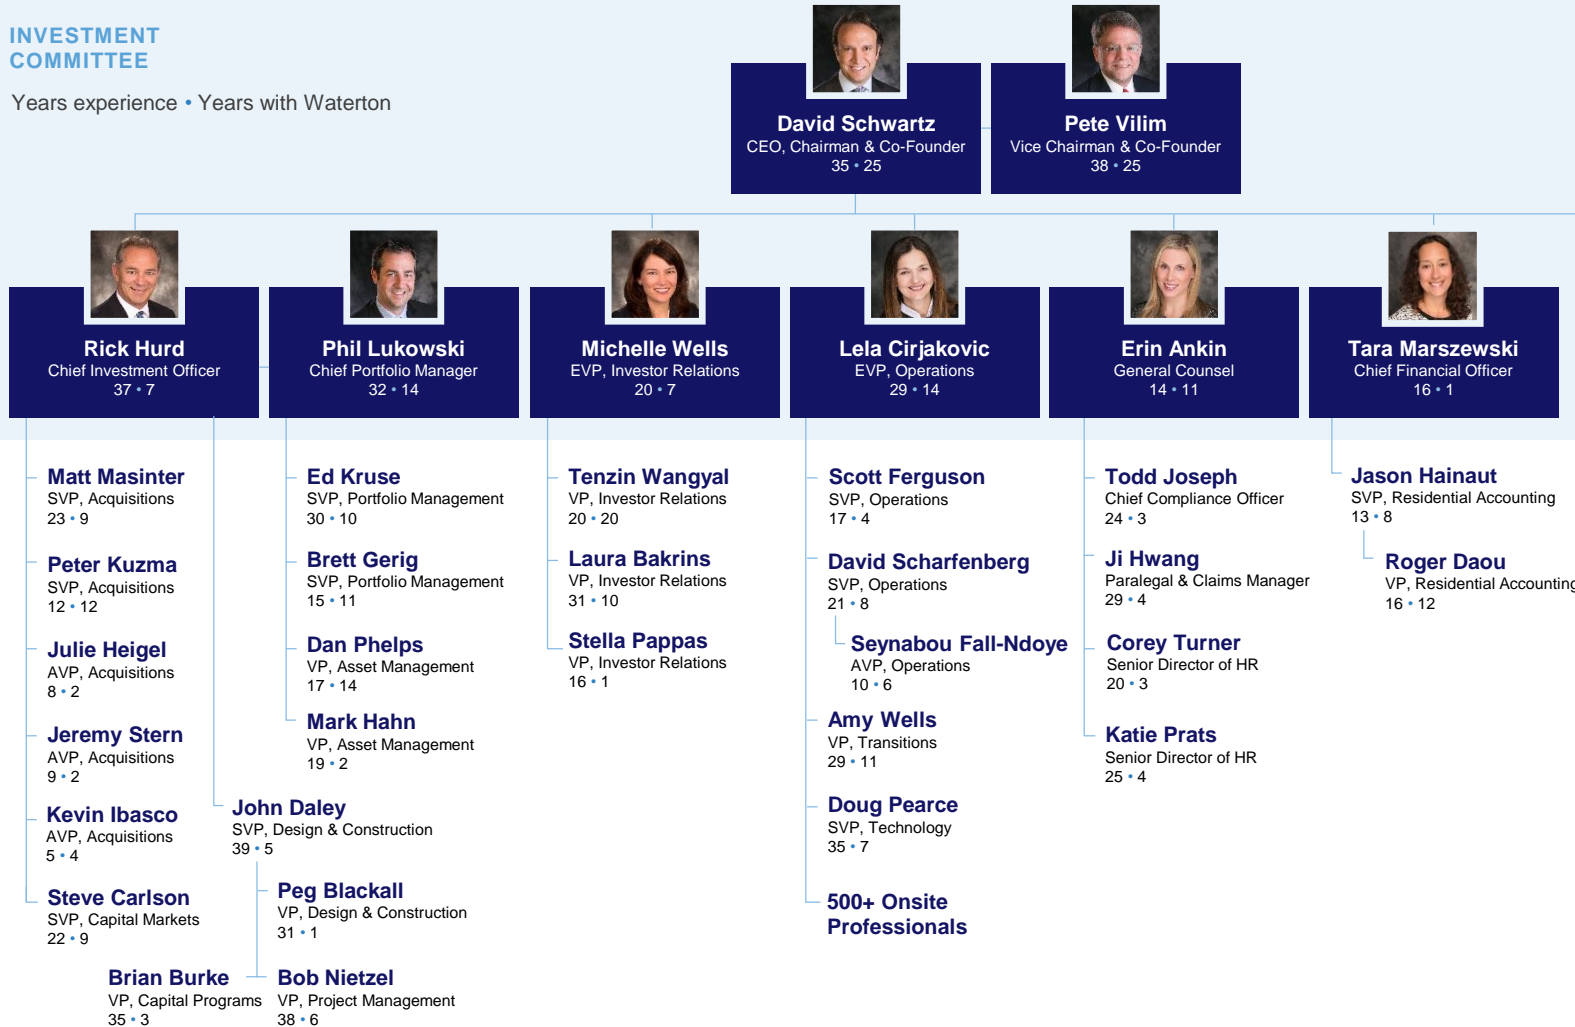 INVESTMENT
COMMITTEE
Years experience • Years with Waterton
David Schwartz
CEO, Chairman & Co-Founder
35 • 25
Pete Vilim
Vice Chairman & Co-Founder
38 • 25
Rick Hurd
Chief Investment Officer
37 • 7
Phil Lukowski
Chief Portfolio Manager
32 • 14
Michelle Wells
EVP, Investor Relations
20 • 7
Lela Cirjakovic
EVP, Operations
29 • 14
Erin Ankin
General Counsel
14 • 11
Tara Marszewski
Chief Financial Officer
16 • 1
Matt Masinter
SVP, Acquisitions
23 • 9
Peter Kuzma
SVP, Acquisitions
12 • 12
Julie Heigel
AVP, Acquisitions
8 • 2
Jeremy Stern
AVP, Acquisitions
9 • 2
Kevin Ibasco
AVP, Acquisitions
5 • 4
Steve Carlson
SVP, Capital Markets
22 • 9
John Daley
SVP, Design & Construction
39 • 5
Peg Blackall
VP, Design & Construction
31 • 1
Brian Burke
VP, Capital Programs
35 • 3
Bob Nietzel
VP, Project Management
38 • 6
Ed Kruse
SVP, Portfolio Management
30 • 10
Brett Gerig
SVP, Portfolio Management
15 • 11
Dan Phelps
VP, Asset Management
17 • 14
Mark Hahn
VP, Asset Management
19 • 2
Tenzin Wangyal
VP, Investor Relations
20 • 20
Laura Bakrins
VP, Investor Relations
31 • 10
Stella Pappas
VP, Investor Relations
16 • 1
Scott Ferguson
SVP, Operations
17 • 4
David Scharfenberg
SVP, Operations
21 • 8
Seynabou Fall-Ndoye
AVP, Operations
10 • 6
Amy Wells
VP, Transitions
29 • 11
Doug Pearce
SVP, Technology
35 • 7
500+ Onsite
Professionals
Todd Joseph
Chief Compliance Officer
24 • 3
Ji Hwang
Paralegal & Claims Manager
29 • 4
Corey Turner
Senior Director of HR
20 • 3
Katie Prats
Senior Director of HR
25 • 4
Jason Hainaut
SVP, Residential Accounting
13 • 8
Roger Daou
VP, Residential Accounting
16 • 12